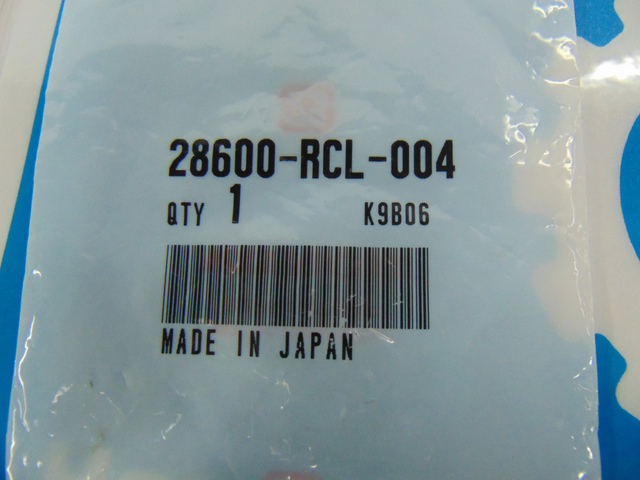 28600-RCL-004
QTY 1 K9B06
MADE IN JAPAN